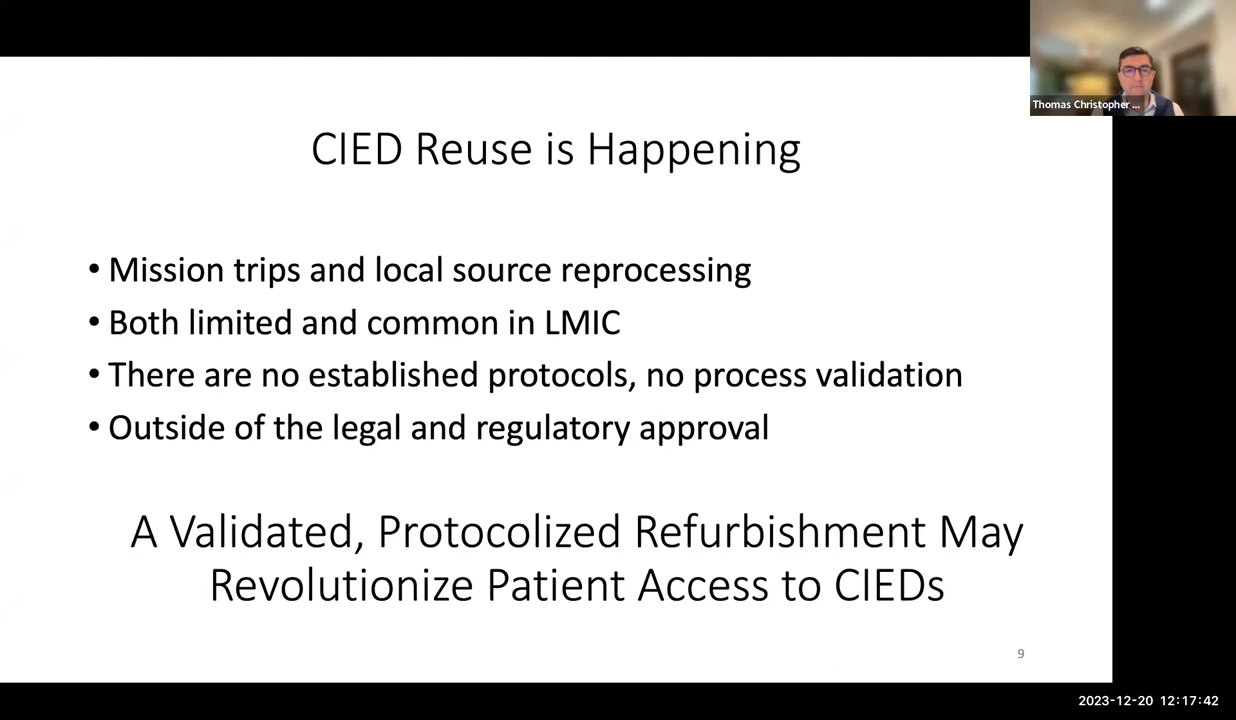 Thomas Christopher ...
CIED Reuse is Happening
• Mission trips and local source reprocessing
• Both limited and common in LMIC
• There are no established protocols, no process validation
• Outside of the legal and regulatory approval
A Validated, Protocolized Refurbishment May
Revolutionize Patient Access to CIEDs
9
2023-12-20 12:17:42